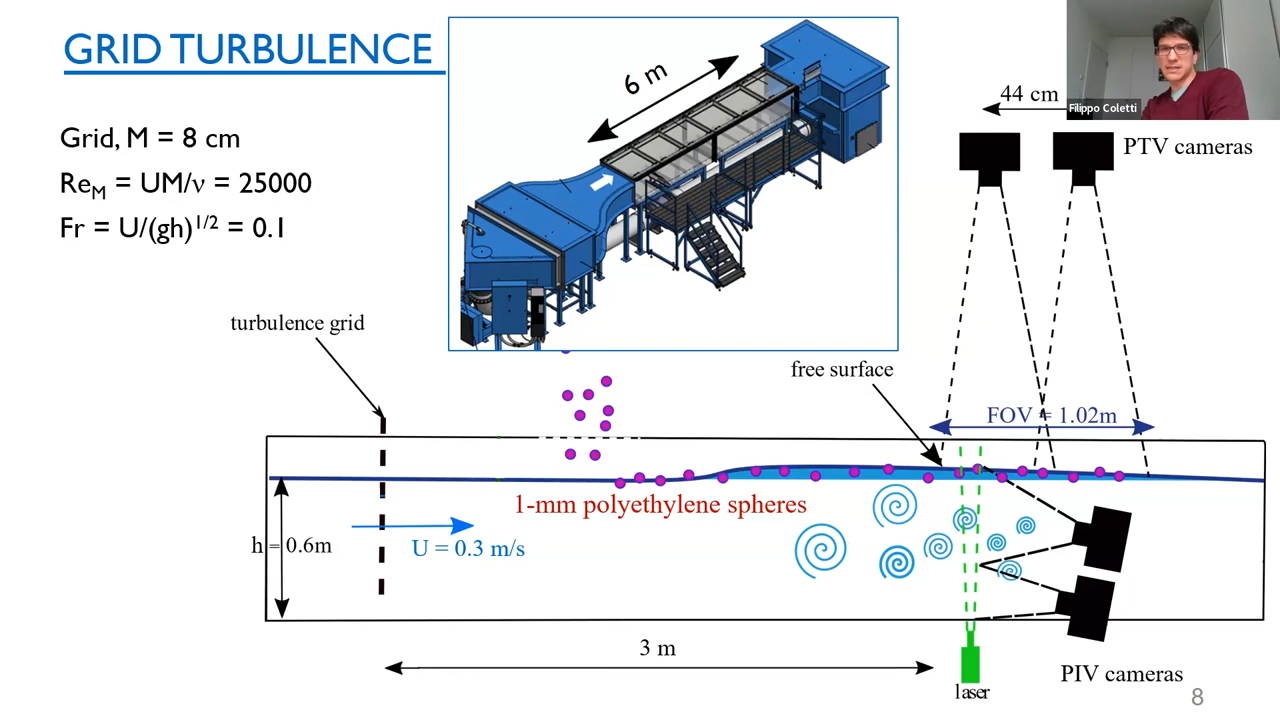 GRID TURBULENCE
Grid, M = 8 cm
Re_M = UM/ν = 25000
Fr = U/(gh)^1/2 = 0.1
6 m
44 cm
Filippo Coletti
PTV cameras
turbulence grid
free surface
FOV = 1.02m
1-mm polyethylene spheres
h = 0.6m
U = 0.3 m/s
3 m
laser
PIV cameras
8